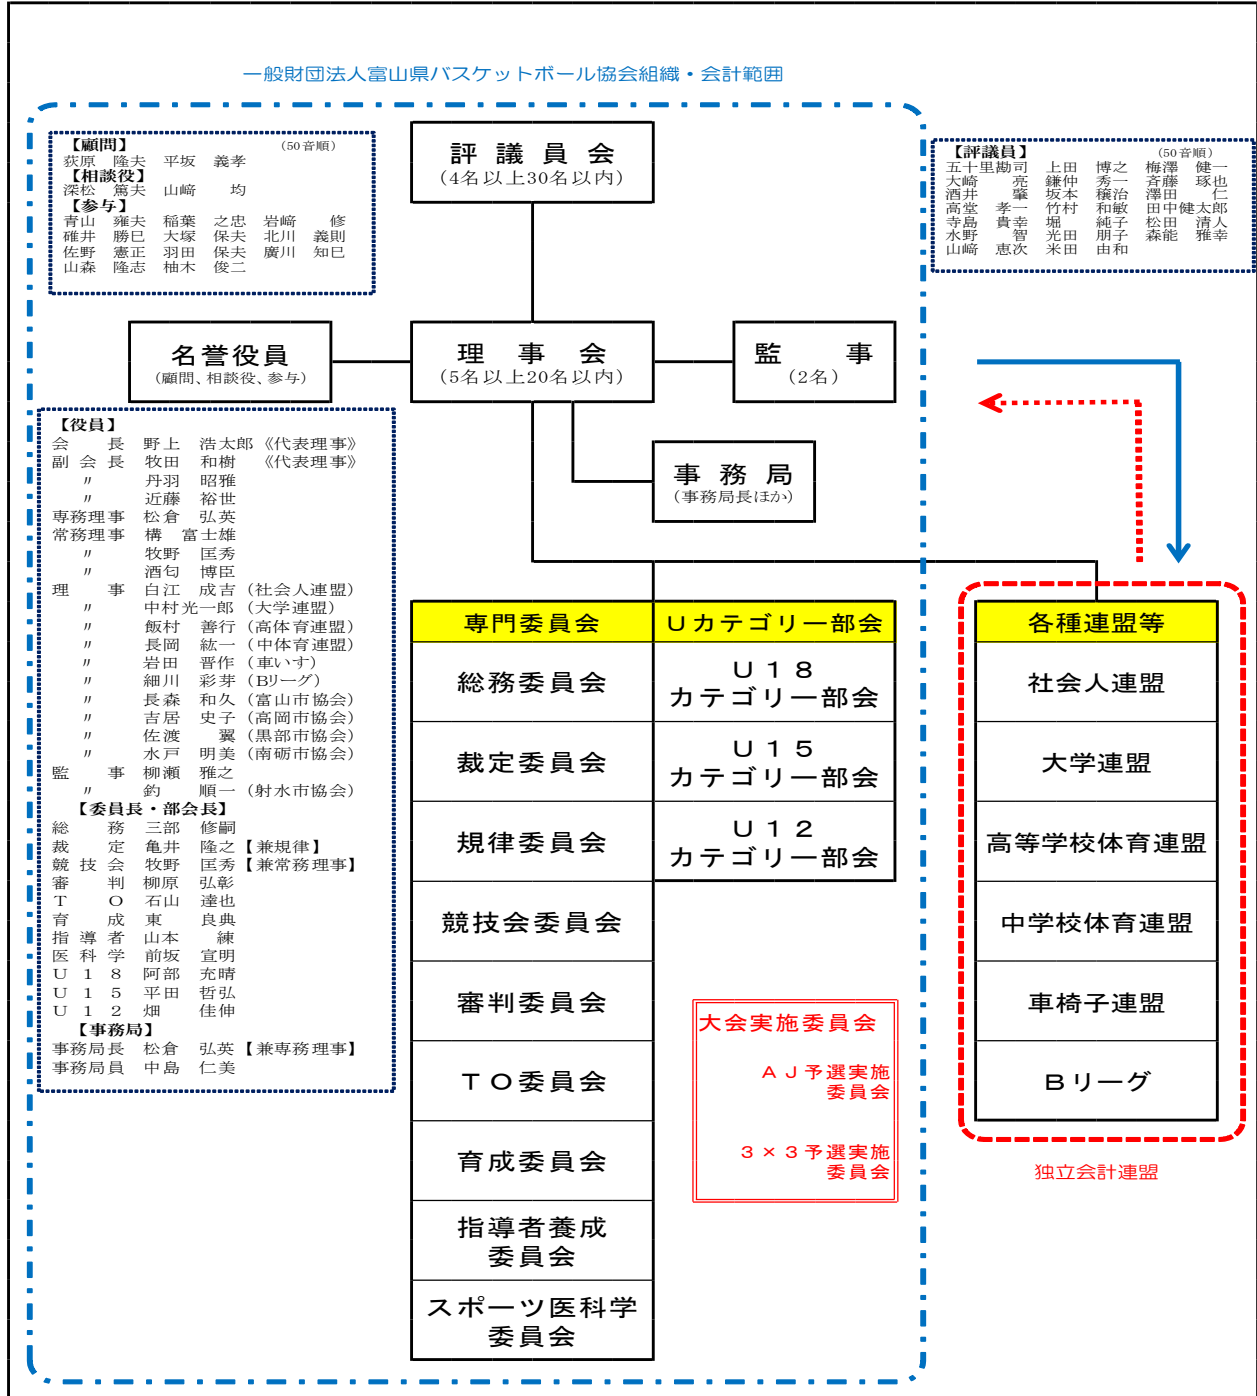 一般財団法人富山県バスケットボール協会組織・会計範囲
【顧問】 (50音順)
荻原 隆夫 平坂 義孝
【相談役】
深松 篤夫 山﨑 均
【参与】
青山 雍夫 稲葉 之忠 岩﨑 修
碓井 勝巳 大塚 保夫 北川 義則
佐野 憲正 羽田 保夫 廣川 知巳
山森 隆志 柚木 俊二
評議員会
(4名以上30名以内)
【評議員】 (50音順)
五十里勘司 上田 博之 梅澤 健一
大崎 亮 鎌仲 秀一 斉藤 琢也
酒井 肇 坂本 穣治 澤田 仁
高堂 孝一 竹村 和敏 田中健太郎
寺島 貴幸 堀 純子 松田 清人
水野 智 光田 朋子 森能 雅幸
山﨑 恵次 米田 由和
名誉役員
(顧問、相談役、参与)
理事会
(5名以上20名以内)
監事
(2名)
事務局
(事務局長ほか)
【役員】
会長 野上 浩太郎《代表理事》
副会長 牧田 和樹 《代表理事》
〃 丹羽 昭雅
〃 近藤 裕世
専務理事 松倉 弘英
常務理事 構 富士雄
〃 牧野 匡秀
〃 酒匂 博臣
理事 白江 成吉(社会人連盟)
〃 中村光一郎(大学連盟)
〃 飯村 善行(高体育連盟)
〃 長岡 紘一(中体育連盟)
〃 岩田 晋作(車いす)
〃 細川 彩芽(Bリーグ)
〃 長森 和久(富山市協会)
〃 吉居 史子(高岡市協会)
〃 佐渡 翼(黒部市協会)
〃 水戸 明美(南砺市協会)
監事 柳瀬 雅之
〃 釣 順一(射水市協会)
【委員長・部会長】
総務 三部 修嗣
裁定 亀井 隆之【兼規律】
競技会 牧野 匡秀【兼常務理事】
審判 柳原 弘彰
TO 石山 達也
育成 東 良典
指導者 山本 練
医科学 前坂 宣明
U18 阿部 充晴
U15 平田 哲弘
U12 畑 佳伸
【事務局】
事務局長 松倉 弘英【兼専務理事】
事務局員 中島 仁美
専門委員会
総務委員会
裁定委員会
規律委員会
競技会委員会
審判委員会
TO委員会
育成委員会
指導者養成
委員会
スポーツ医科学
委員会
Uカテゴリー部会
U18
カテゴリー部会
U15
カテゴリー部会
U12
カテゴリー部会
大会実施委員会
AJ予選実施
委員会
3×3予選実施
委員会
各種連盟等
社会人連盟
大学連盟
高等学校体育連盟
中学校体育連盟
車椅子連盟
Bリーグ
独立会計連盟